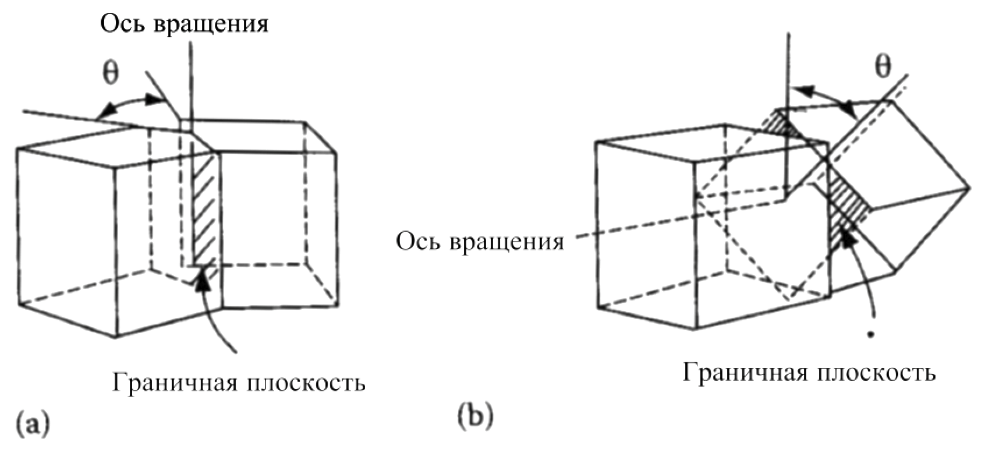 Ось вращения
θ
θ
Ось вращения
Граничная плоскость
Граничная плоскость
(a)
(b)